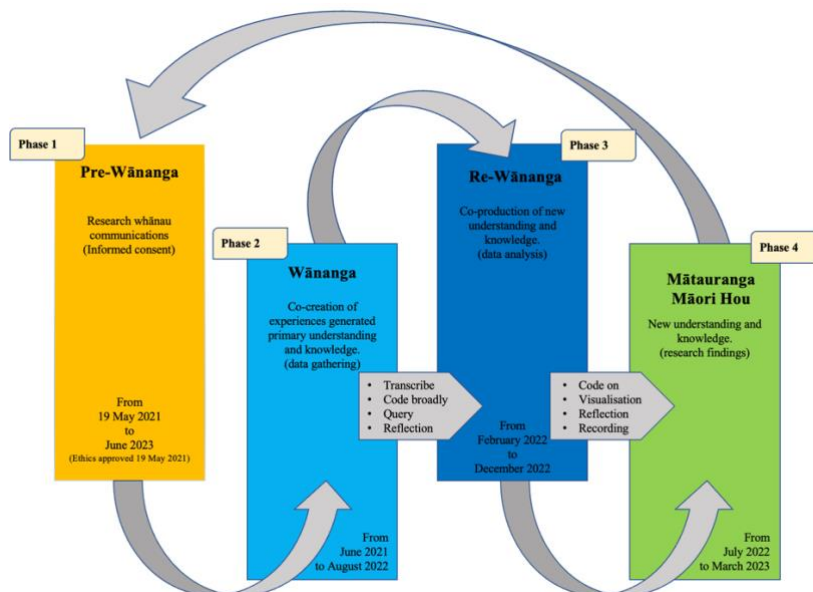 Phase 1
Pre-Wānanga
Research whānau
communications
(Informed consent)
From
19 May 2021
to
June 2023
(Ethics approved 19 May 2021)
Phase 2
Wānanga
Co-creation of
experiences generated
primary understanding
and knowledge.
(data gathering)
From
June 2021
to August 2022
• Transcribe
• Code broadly
• Query
• Reflection
Phase 3
Re-Wānanga
Co-production of new
understanding and
knowledge.
(data analysis)
From
February 2022
to
December 2022
• Code on
• Visualisation
• Reflection
• Recording
Phase 4
Mātauranga
Māori Hou
New understanding and
knowledge.
(research findings)
From
July 2022
to March 2023